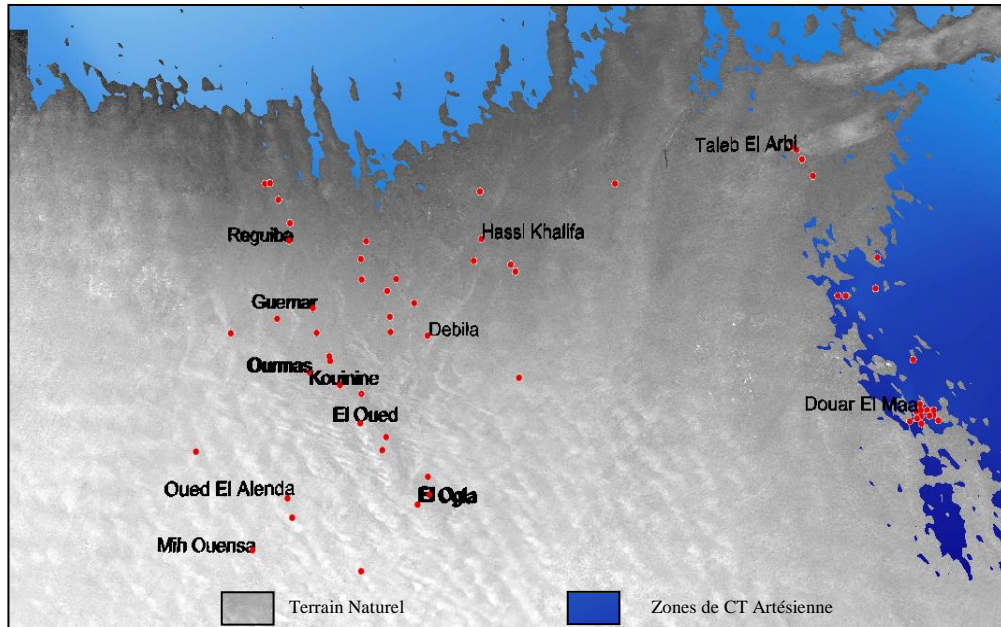 Taleb El Arbi
Reguiba
Hassi Khalifa
Guemar
Debila
Ourmas
Kouinine
Douar El Maa
El Oued
Oued El Alenda
El Ogla
Mih Ouensa
Terrain Naturel
Zones de CT Artésienne